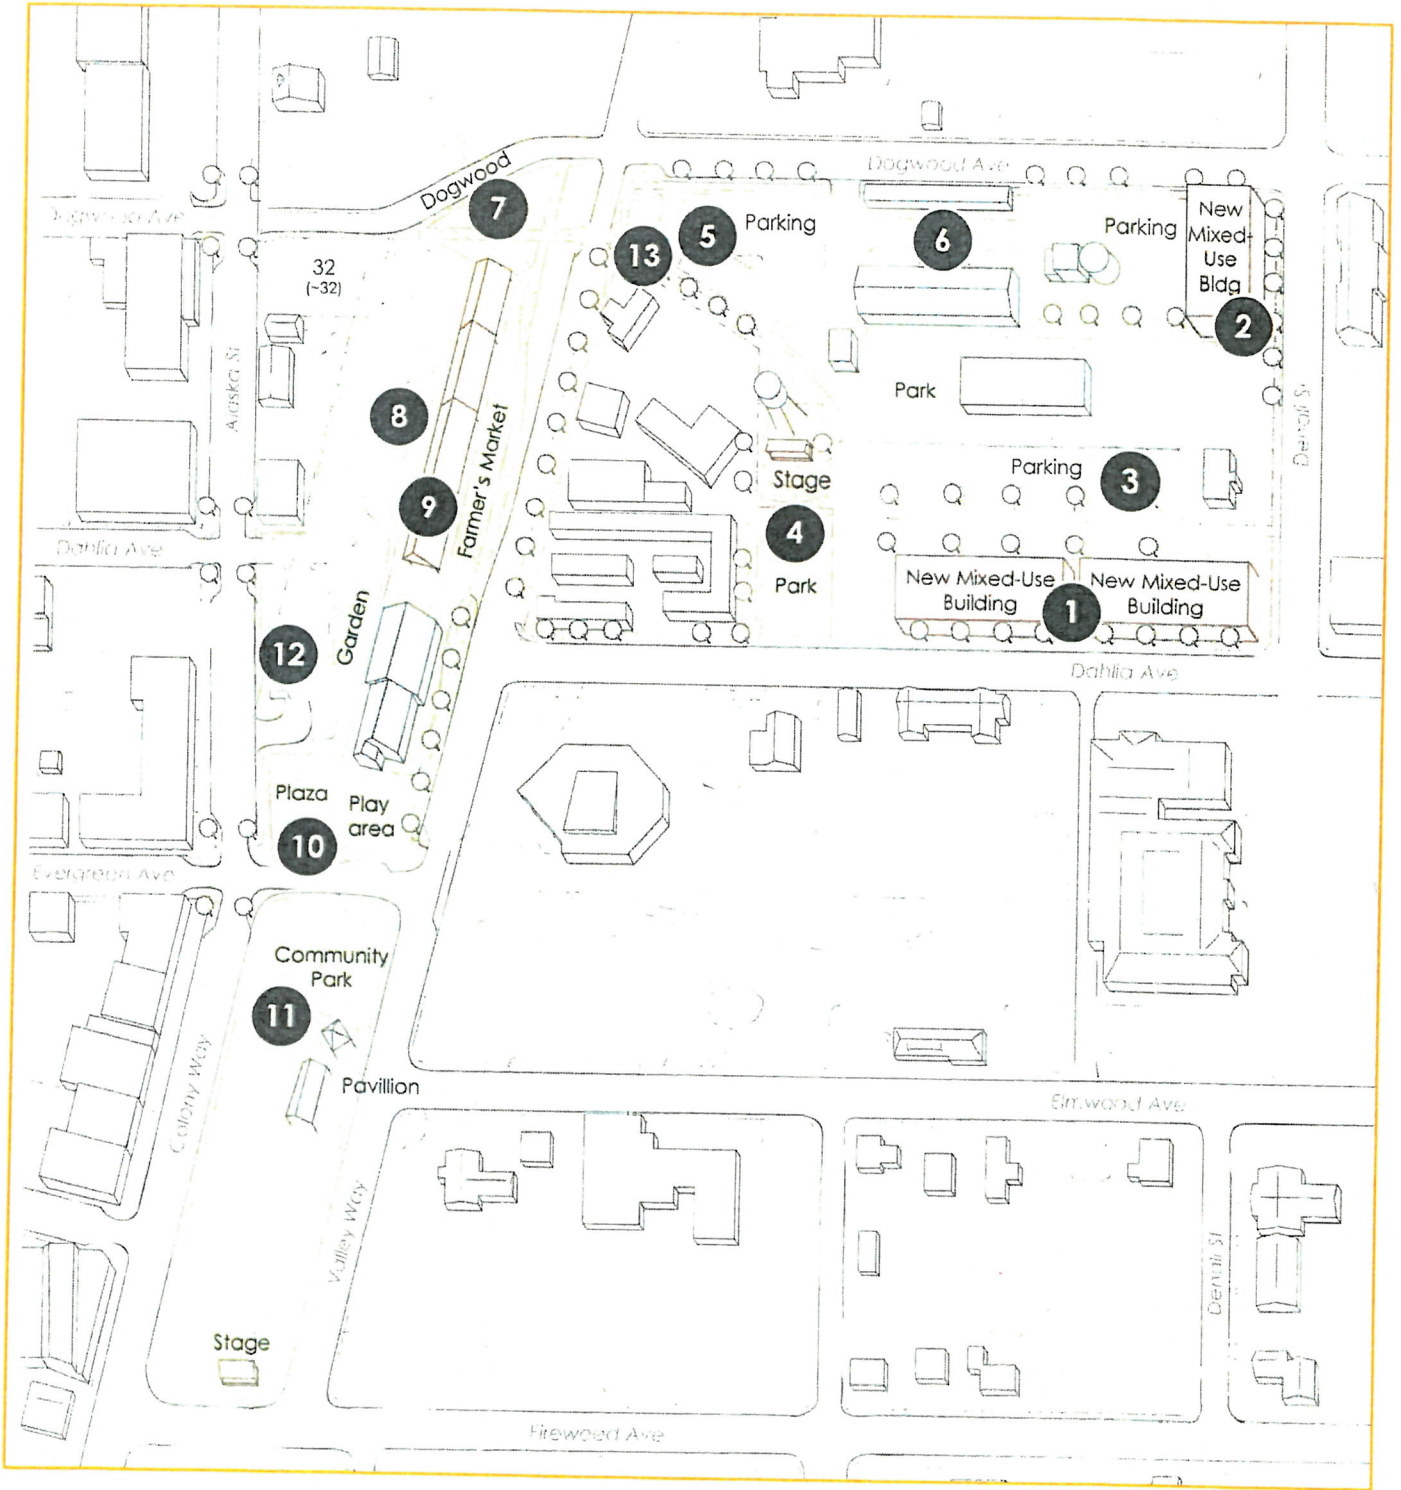 Dogwood Ave
Dogwood
7
Dogwood Ave
5
Parking
13
6
Parking
New
Mixed-
Use
Bldg
2
32
(~32)
Alaska St
8
9
Farmer's Market
Park
Denali St
Stage
Parking
3
4
Park
Dahlia Ave
New Mixed-Use
Building
1
New Mixed-Use
Building
Garden
12
Dahlia Ave
Plaza
Play
area
10
Evergreen Ave
Community
Park
11
Pavillion
Colony Way
Elmwood Ave
Valley Way
Denali St
Stage
Fireweed Ave